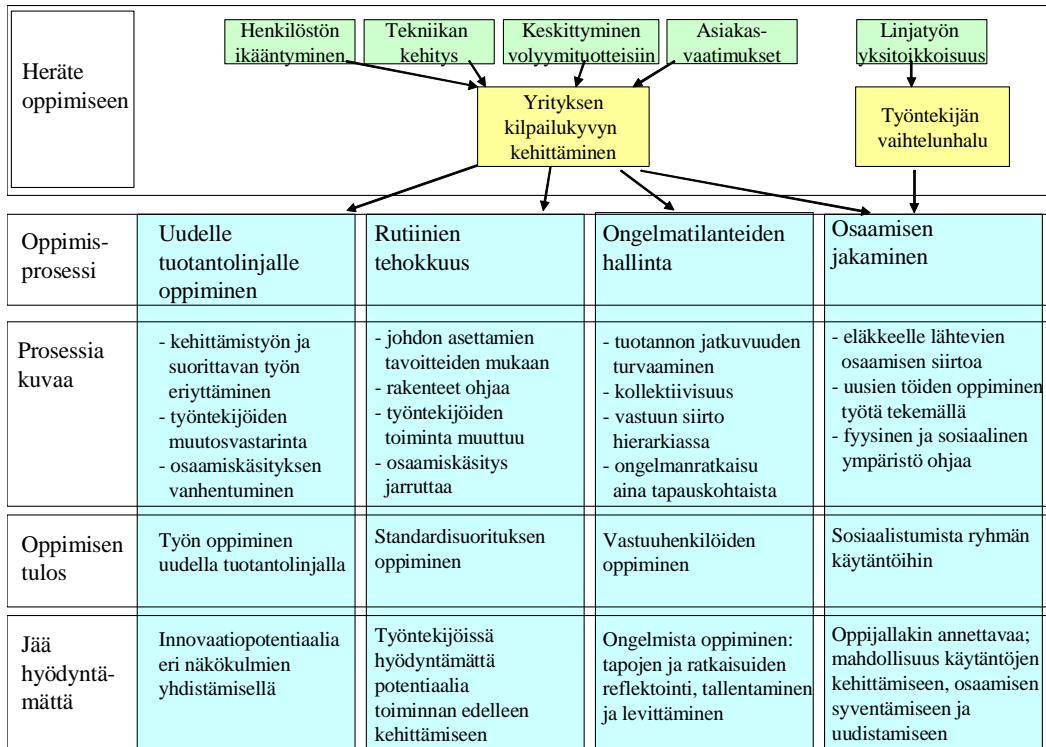 Henkilöstön
ikääntyminen
Tekniikan
kehitys
Keskittyminen
volyymituotteisiin
Asiakas-
vaatimukset
Linjatyön
yksitoikkoisuus
Heräte
oppimiseen
Yrityksen
kilpailukyvyn
kehittäminen
Työntekijän
vaihtelunhalu
Oppimis-
prosessi
Uudelle
tuotantolinjalle
oppiminen
Rutiinien
tehokkuus
Ongelmatilanteiden
hallinta
Osaamisen
jakaminen
Prosessia
kuvaa
- kehittämistyön ja
suorittavan työn
eriyttäminen
- työntekijöiden
muutosvastarinta
- osaamiskäsityksen
vanhentuminen
- johdon asettamien
tavoitteiden mukaan
- rakenteet ohjaa
- työntekijöiden
toiminta muuttuu
- osaamiskäsitys
jarruttaa
- tuotannon jatkuvuuden
turvaaminen
- kollektiivisuus
- vastuun siirto
hierarkiassa
- ongelmanratkaisu
aina tapauskohtaista
- eläkkeelle lähtevien
osaamisen siirtoa
- uusien töiden oppiminen
työtä tekemällä
- fyysinen ja sosiaalinen
ympäristö ohjaa
Oppimisen
tulos
Työn oppiminen
uudella tuotantolinjalla
Standardisuorituksen
oppiminen
Vastuuhenkilöiden
oppiminen
Sosiaalistumista ryhmän
käytäntöihin
Jää
hyödyntä-
mättä
Innovaatiopotentiaalia
eri näkökulmien
yhdistämisellä
Työntekijöissä
hyödyntämättä
potentiaalia
toiminnan edelleen
kehittämiseen
Ongelmista oppiminen:
tapojen ja ratkaisuiden
reflektointi, tallentaminen
ja levittäminen
Oppijallakin annettavaa;
mahdollisuus käytäntöjen
kehittämiseen, osaamisen
syventämiseen ja
uudistamiseen